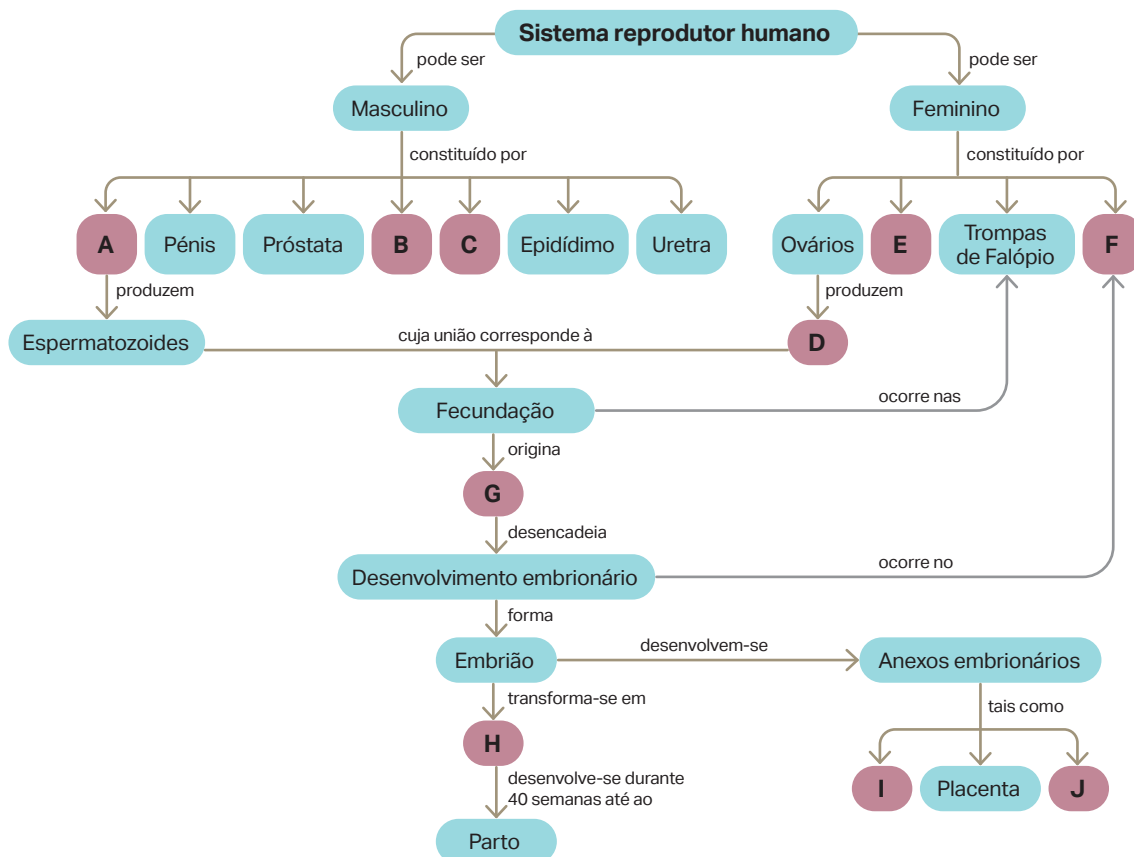 Sistema reprodutor humano
pode ser
pode ser
Masculino
Feminino
constituído por
constituído por
A
Pénis
Próstata
B
C
Epidídimo
Uretra
Ovários
E
Trompas
de Falópio
F
produzem
produzem
Espermatozoides
cuja união corresponde à
D
Fecundação
ocorre nas
origina
G
desencadeia
Desenvolvimento embrionário
ocorre no
forma
Embrião
desenvolvem-se
Anexos embrionários
transforma-se em
tais como
H
I
Placenta
J
desenvolve-se durante
40 semanas até ao
Parto